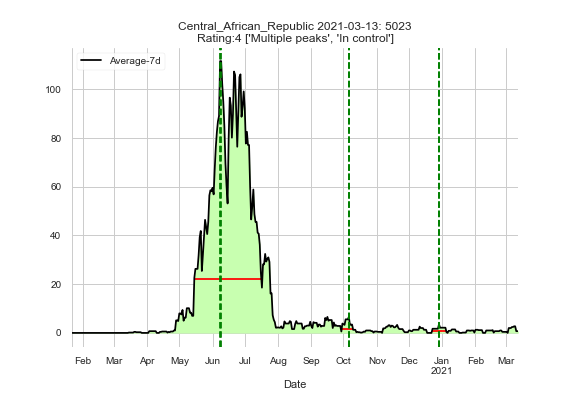 Central_African_Republic 2021-03-13: 5023
Rating:4 ['Multiple peaks', 'In control']
Average-7d
100
80
60
40
20
0
Feb Mar Apr May Jun Jul Aug Sep Oct Nov Dec Jan Feb Mar
2021
Date